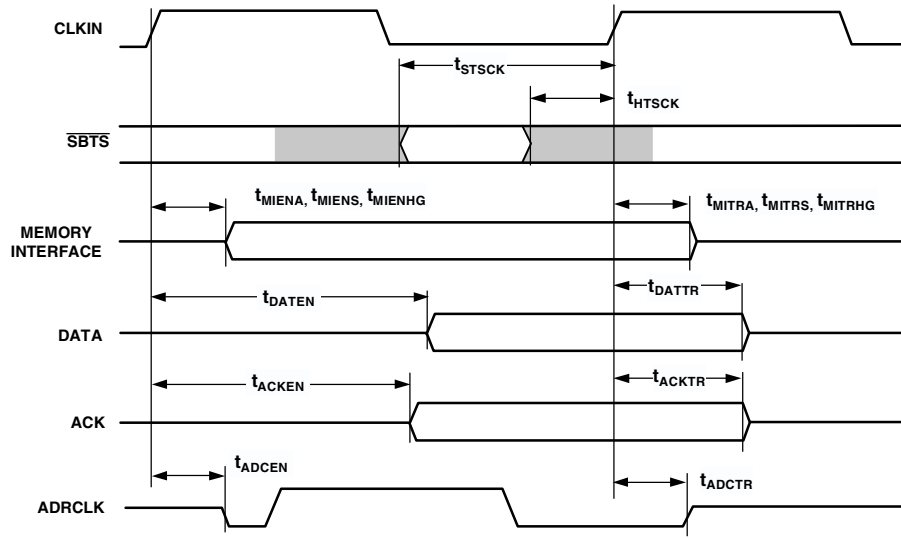 CLKIN
tSTSCK
tHTSCK
SBTS
tMIENA, tMIENS, tMIENHG
tMITRA, tMITRS, tMITRHG
MEMORY
INTERFACE
tDATEN
tDATTR
DATA
tACKEN
tACKTR
ACK
tADCEN
tADCTR
ADRCLK